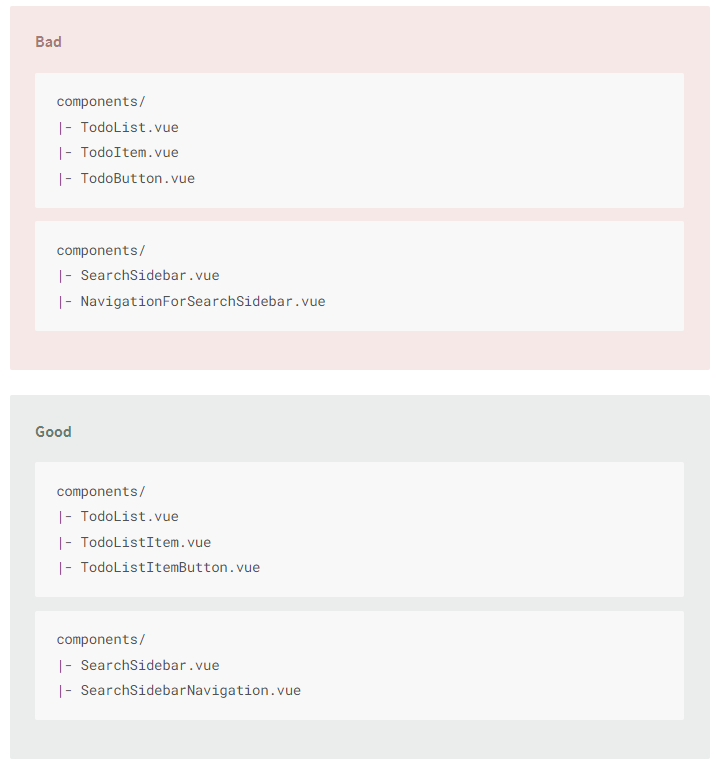 Bad
components/
|- TodoList.vue
|- TodoItem.vue
|- TodoButton.vue
components/
|- SearchSidebar.vue
|- NavigationForSearchSidebar.vue
Good
components/
|- TodoList.vue
|- TodoListItem.vue
|- TodoListItemButton.vue
components/
|- SearchSidebar.vue
|- SearchSidebarNavigation.vue